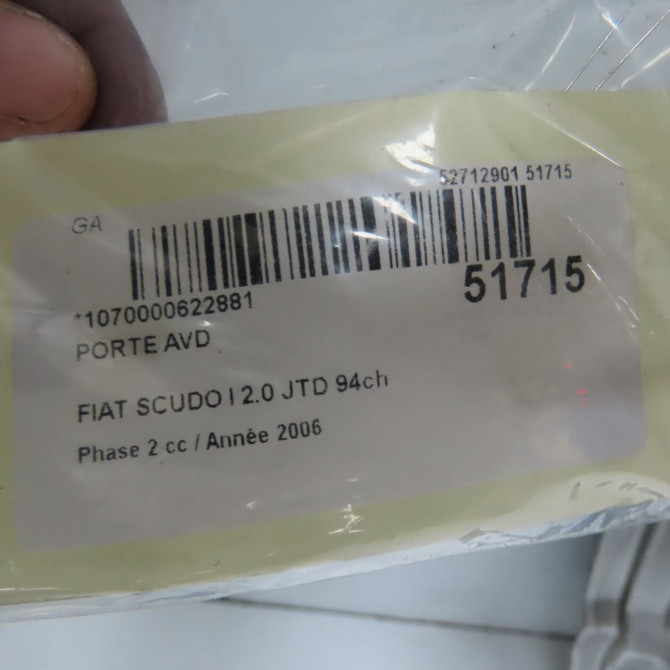 52712901 51715
GA
51715
*1070000622881
PORTE AVD
FIAT SCUDO I 2.0 JTD 94ch
Phase 2 cc / Année 2006